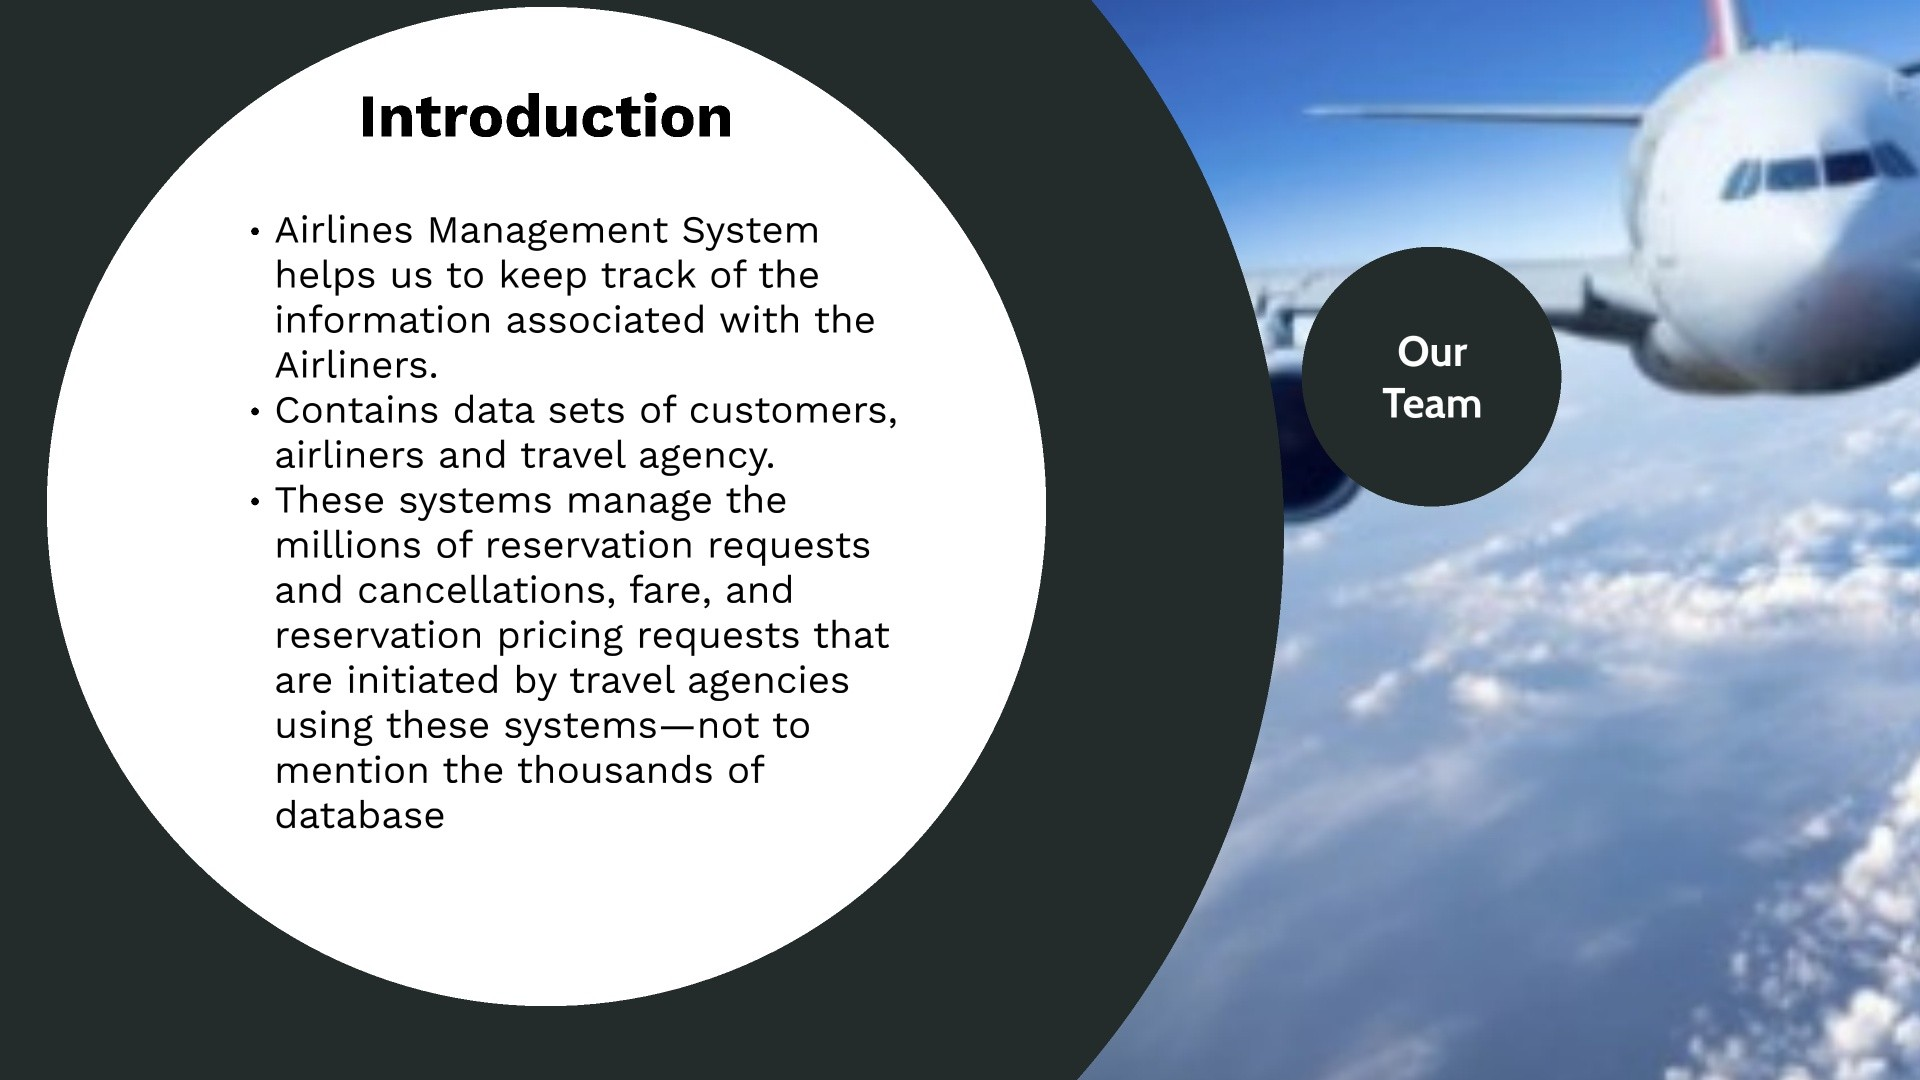 Introduction
• Airlines Management System
helps us to keep track of the
information associated with the
Airliners.
• Contains data sets of customers,
airliners and travel agency.
• These systems manage the
millions of reservation requests
and cancellations, fare, and
reservation pricing requests that
are initiated by travel agencies
using these systems—not to
mention the thousands of
database
Our
Team